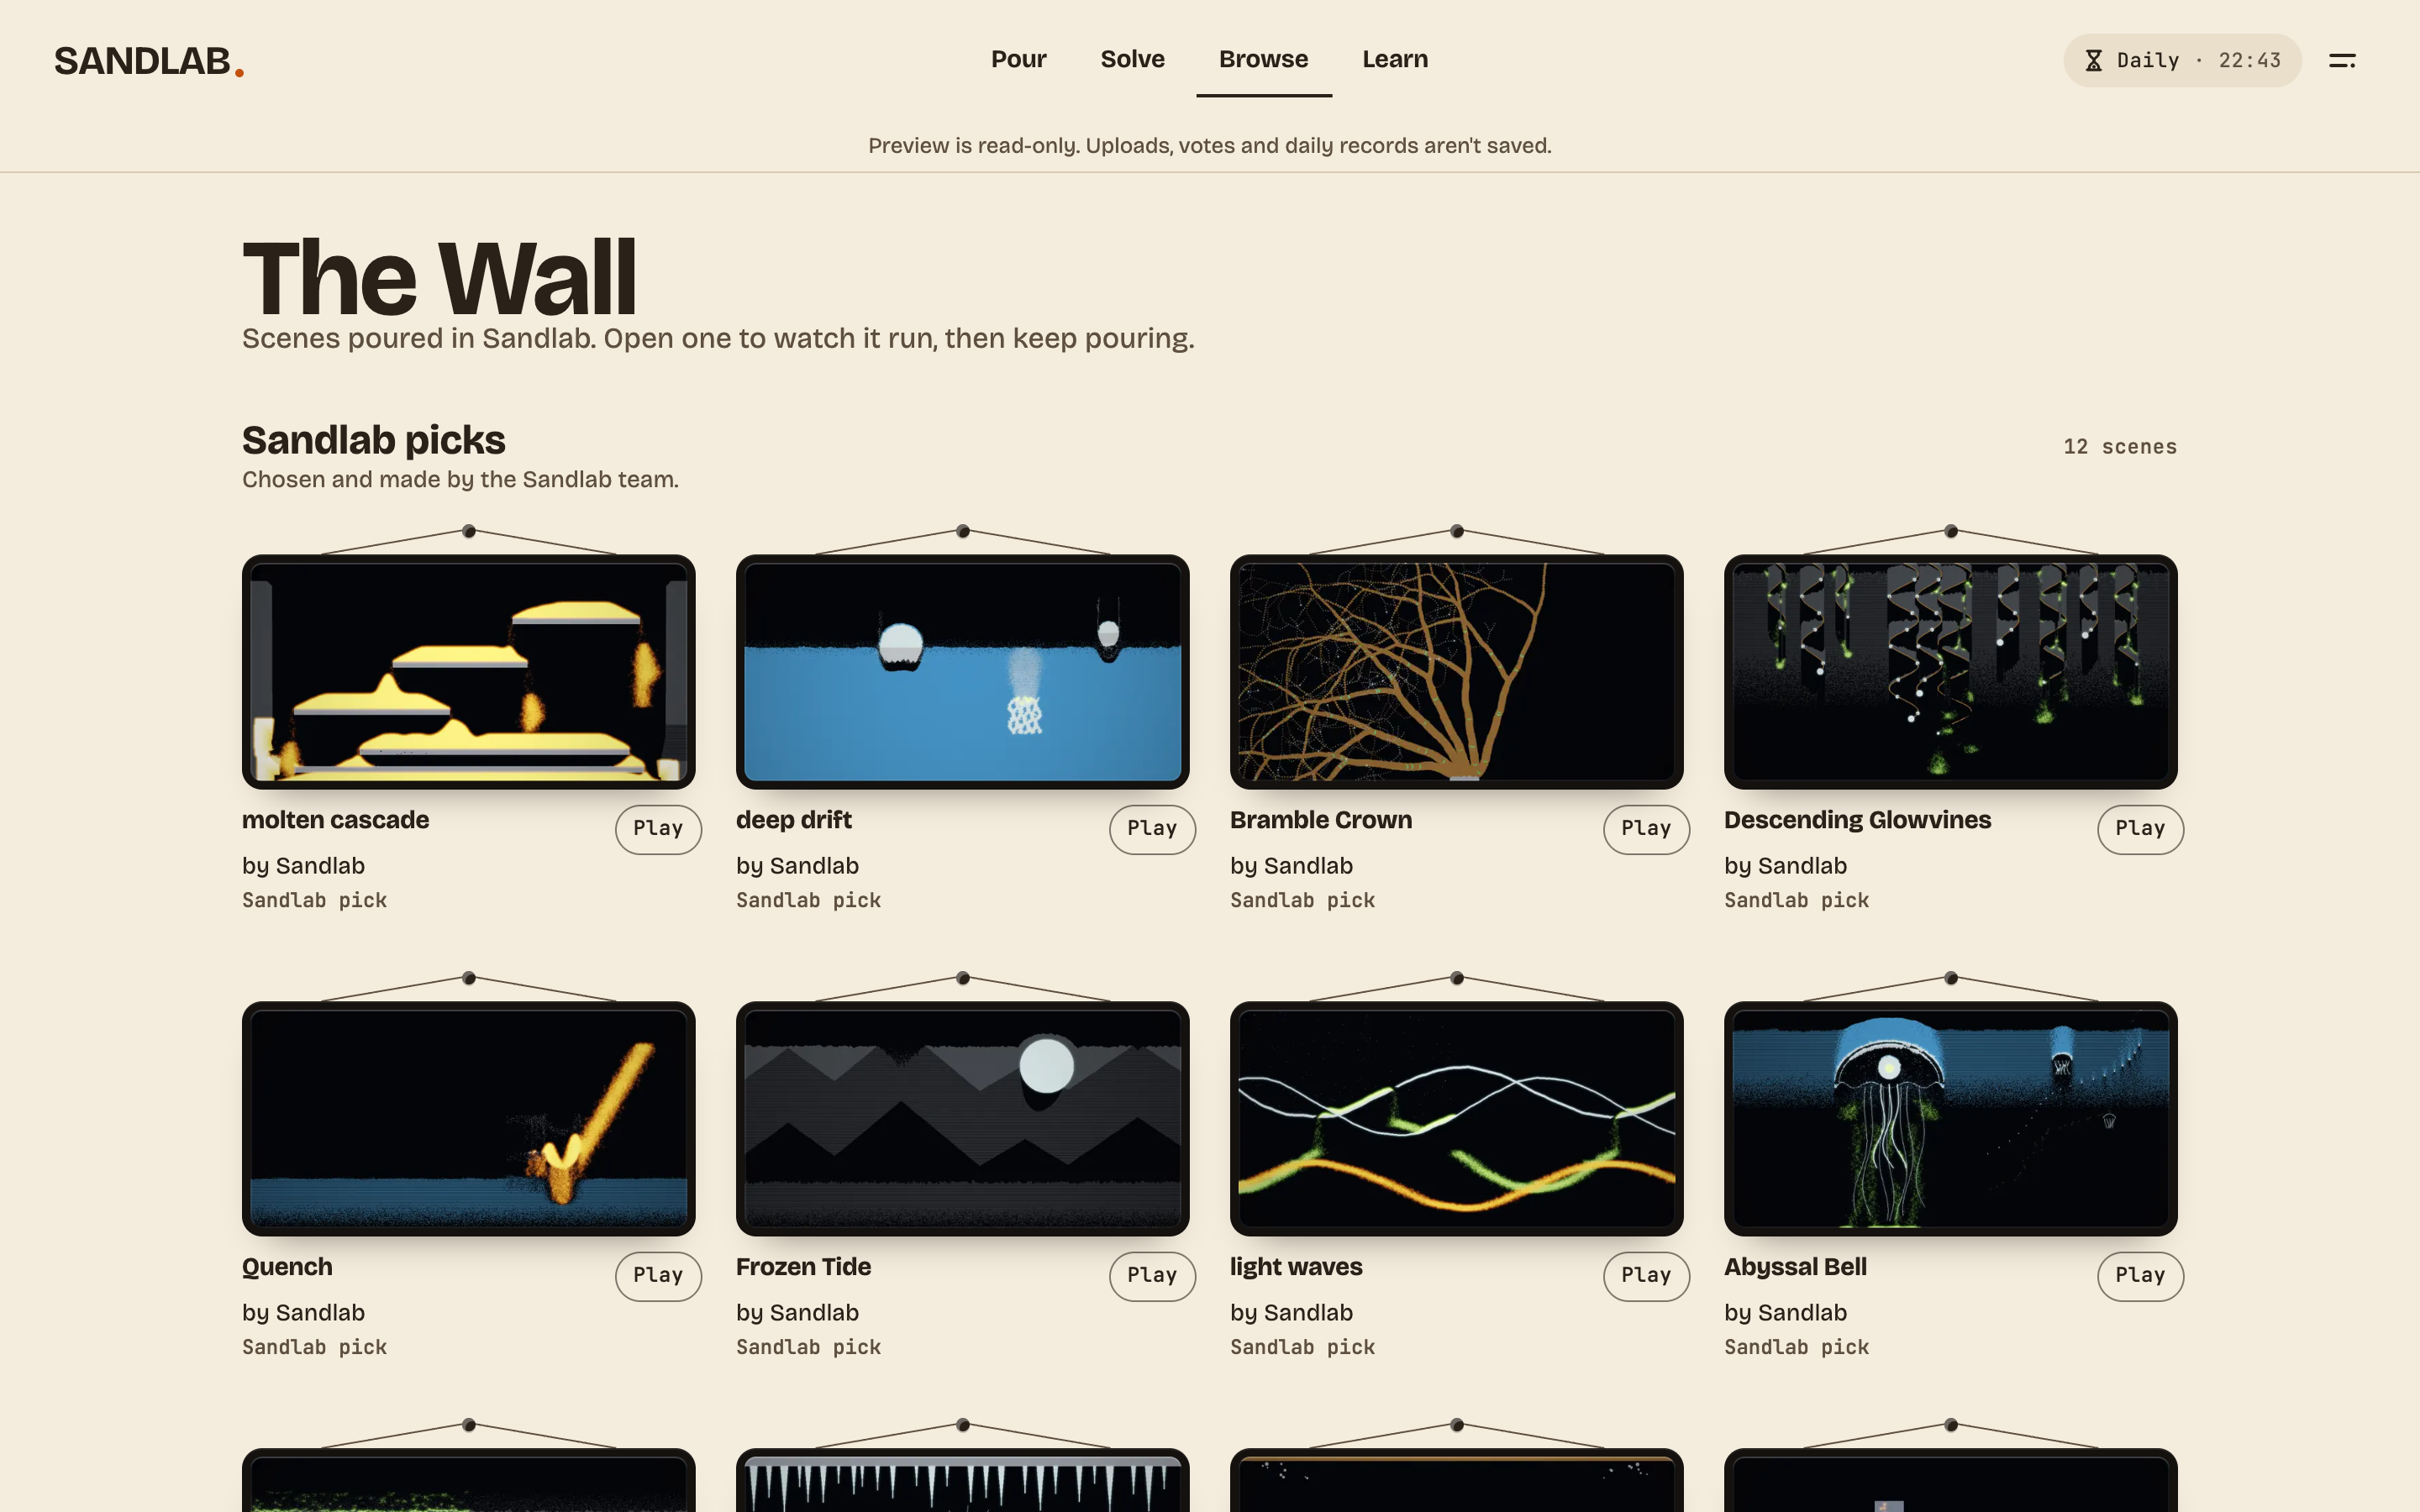 SANDLAB.
Pour
Solve
Browse
Learn
Daily · 22:43
Preview is read-only. Uploads, votes and daily records aren't saved.
The Wall
Scenes poured in Sandlab. Open one to watch it run, then keep pouring.
Sandlab picks
12 scenes
Chosen and made by the Sandlab team.
molten cascade
Play
by Sandlab
Sandlab pick
deep drift
Play
by Sandlab
Sandlab pick
Bramble Crown
Play
by Sandlab
Sandlab pick
Descending Glowvines
Play
by Sandlab
Sandlab pick
Quench
Play
by Sandlab
Sandlab pick
Frozen Tide
Play
by Sandlab
Sandlab pick
light waves
Play
by Sandlab
Sandlab pick
Abyssal Bell
Play
by Sandlab
Sandlab pick